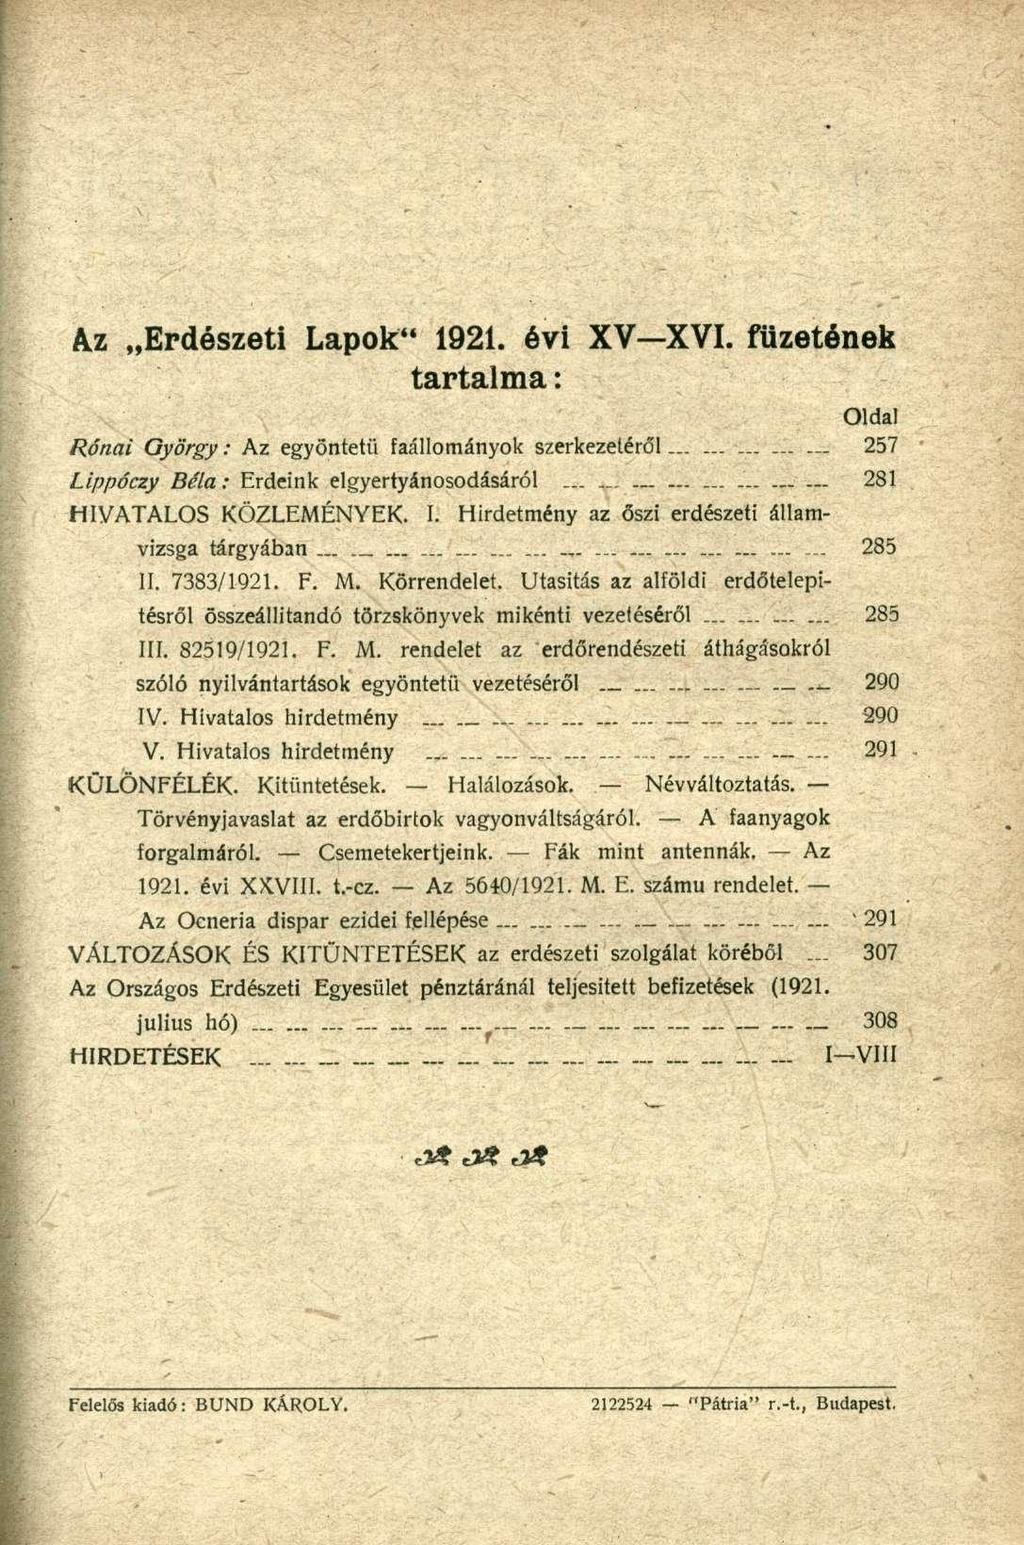 Az „Erdészeti Lapok“ 1921. évi XV—XVI. füzetének
tartalma:
Oldal
Rónai György: Az egyöntetü faállományok szerkezetéről 257
Lippóczy Béla: Erdeink elgyertyánosodásáról 281
HIVATALOS KÖZLEMÉNYEK. I. Hirdetmény az őszi erdészeti állam-
vizsga tárgyában 285
II. 7383/1921. F. M. Körrendelet. Utasitás az alföldi erdőtelepi-
tésről összeállitandó törzskönyvek mikénti vezetéséről 285
III. 82519/1921. F. M. rendelet az erdőrendészeti áthágásokról
szóló nyilvántartások egyöntetü vezetéséről 290
IV. Hivatalos hirdetmény 290
V. Hivatalos hirdetmény 291
KÜLÖNFÉLÉK. Kitüntetések. — Halálozások. — Névváltoztatás. —
Törvényjavaslat az erdőbirtok vagyonváltságáról. — A faanyagok
forgalmáról. — Csemetekertjeink. — Fák mint antennák. — Az
1921. évi XXVIII. t.-cz. — Az 5640/1921. M. E. számu rendelet. —
Az Ocneria dispar ezidei fellépése 291
VÁLTOZÁSOK ÉS KITÜNTETÉSEK az erdészeti szolgálat köréből 307
Az Országos Erdészeti Egyesület pénztáránál teljesitett befizetések (1921.
julius hó) 308
HIRDETÉSEK I—VIII
Felelős kiadó: BUND KÁROLY. 2122524 — "Pátria" r.-t., Budapest.